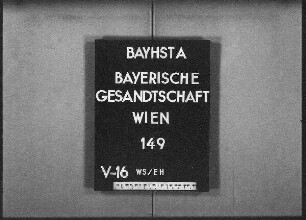 BAYHSTA
BAYERISCHE
GESANDTSCHAFT
WIEN
149
V-16 WS/EH